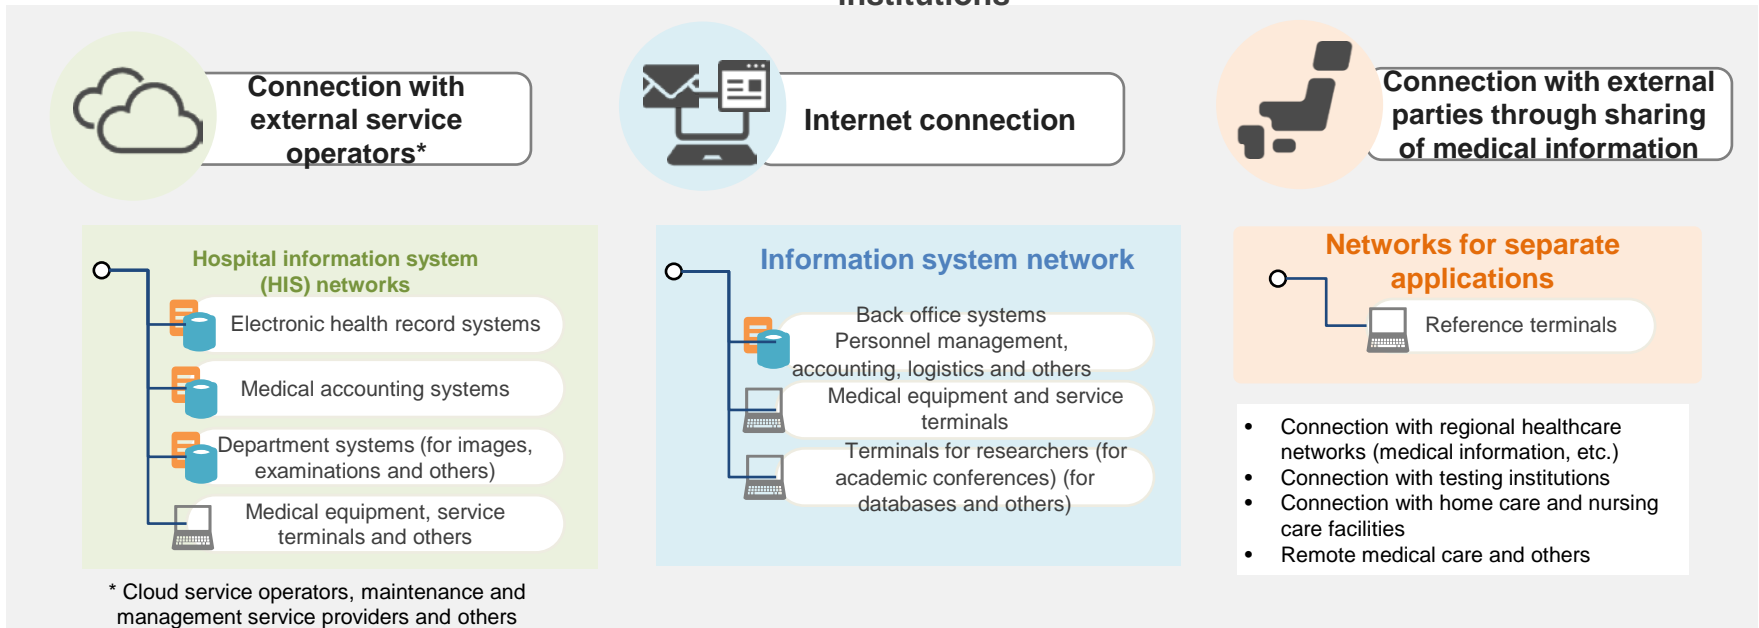 Institutions
Connection with
external service
operators*
Internet connection
Connection with external
parties through sharing
of medical information
Hospital information system
(HIS) networks
Electronic health record systems
Medical accounting systems
Department systems (for images,
examinations and others)
Medical equipment, service
terminals and others
* Cloud service operators, maintenance and
management service providers and others
Information system network
Back office systems
Personnel management,
accounting, logistics and others
Medical equipment and service
terminals
Terminals for researchers (for
academic conferences) (for
databases and others)
Networks for separate
applications
Reference terminals
• Connection with regional healthcare
networks (medical information, etc.)
• Connection with testing institutions
• Connection with home care and nursing
care facilities
• Remote medical care and others